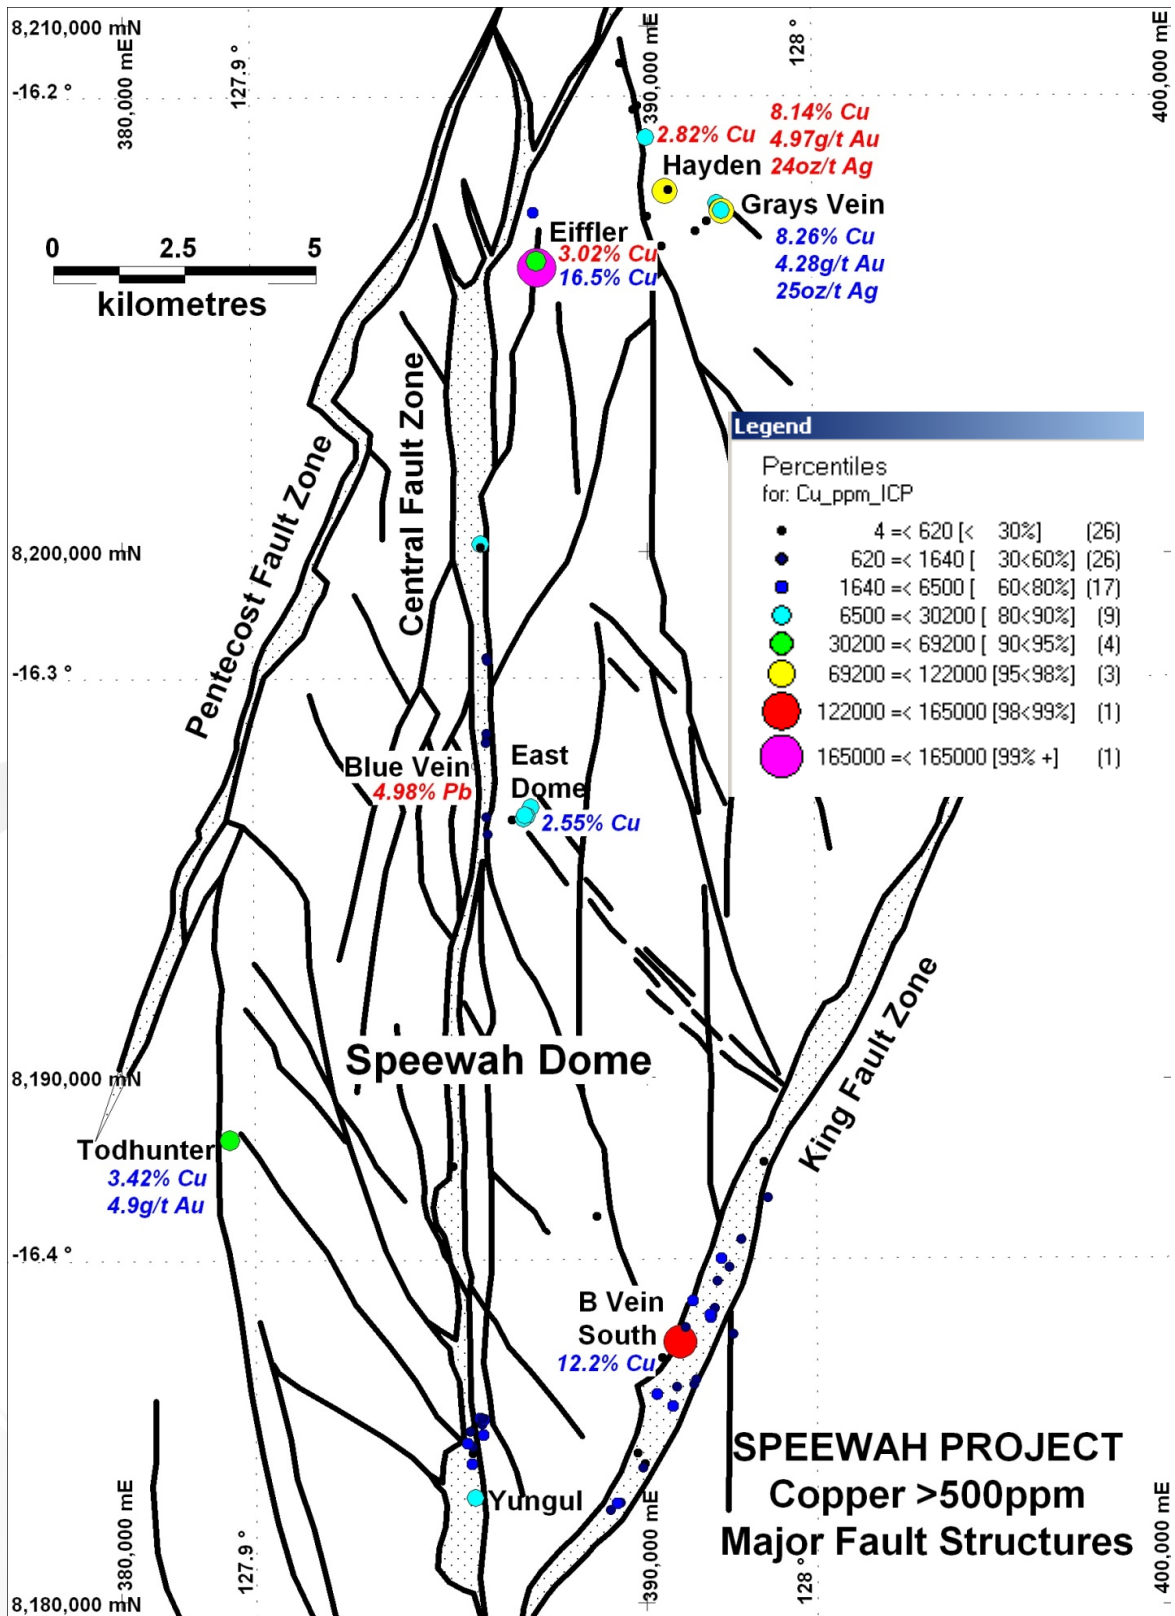 8,210,000 mN
380,000 mE
127.9 °
390,000 mE
128 °
400,000 mE
-16.2 °
8.14% Cu
2.82% Cu
4.97g/t Au
Hayden
24oz/t Ag
Grays Vein
8.26% Cu
4.28g/t Au
25oz/t Ag
Eiffler
3.02% Cu
16.5% Cu
0 2.5 5
kilometres
Central Fault Zone
Pentecost Fault Zone
Legend
Percentiles
for: Cu_ppm_ICP
4 =< 620 [< 30%] (26)
620 =< 1640 [ 30<60%] (26)
1640 =< 6500 [ 60<80%] (17)
6500 =< 30200 [ 80<90%] (9)
30200 =< 69200 [ 90<95%] (4)
69200 =< 122000 [95<98%] (3)
122000 =< 165000 [98<99%] (1)
165000 =< 165000 [99% +] (1)
8,200,000 mN
-16.3 °
Blue Vein
4.98% Pb
East
Dome
2.55% Cu
Speewah Dome
King Fault Zone
8,190,000 mN
Todhunter
3.42% Cu
4.9g/t Au
-16.4 °
B Vein
South
12.2% Cu
Yungul
SPEEWAH PROJECT
Copper >500ppm
Major Fault Structures
380,000 mE
127.9 °
390,000 mE
128 °
400,000 mE
8,180,000 mN